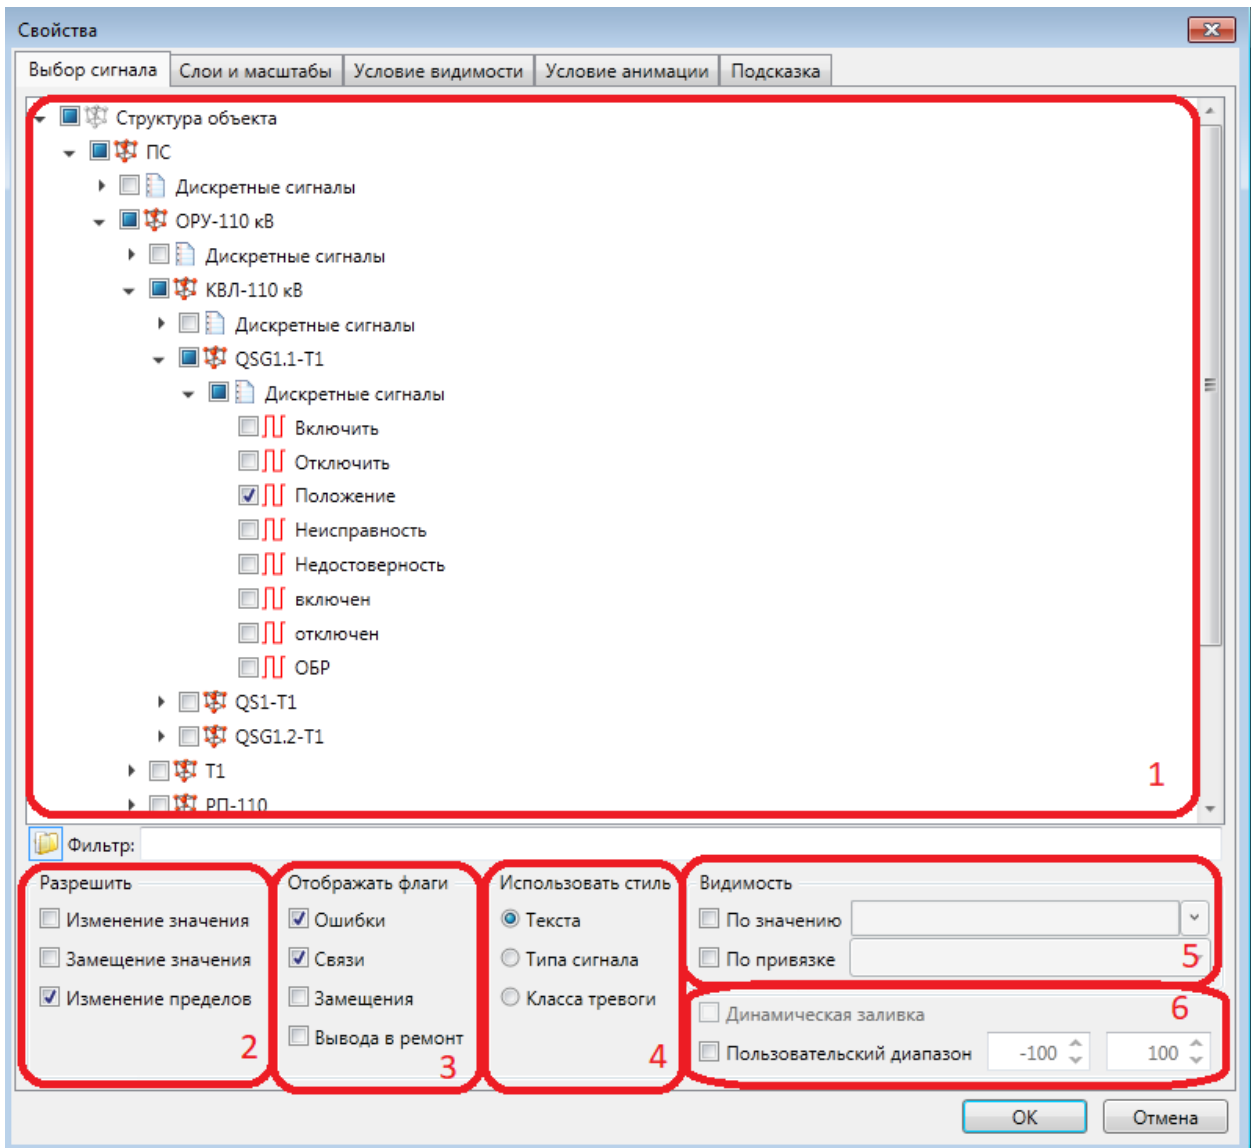 Свойства
Выбор сигнала Слои и масштабы Условие видимости Условие анимации Подсказка
Структура объекта
ПС
Дискретные сигналы
ОРУ-110 кВ
Дискретные сигналы
КВЛ-110 кВ
Дискретные сигналы
QSG1.1-T1
Дискретные сигналы
Включить
Отключить
Положение
Неисправность
Недостоверность
включен
отключен
ОБР
QS1-T1
QSG1.2-T1
T1
РП-110
1
Фильтр:
Разрешить
Изменение значения
Замещение значения
Изменение пределов
2
Отображать флаги
Ошибки
Связи
Замещения
Вывода в ремонт
3
Использовать стиль
Текста
Типа сигнала
Класса тревоги
4
Видимость
По значению
По привязке
5
Динамическая заливка
Пользовательский диапазон -100 100
6
OK Отмена